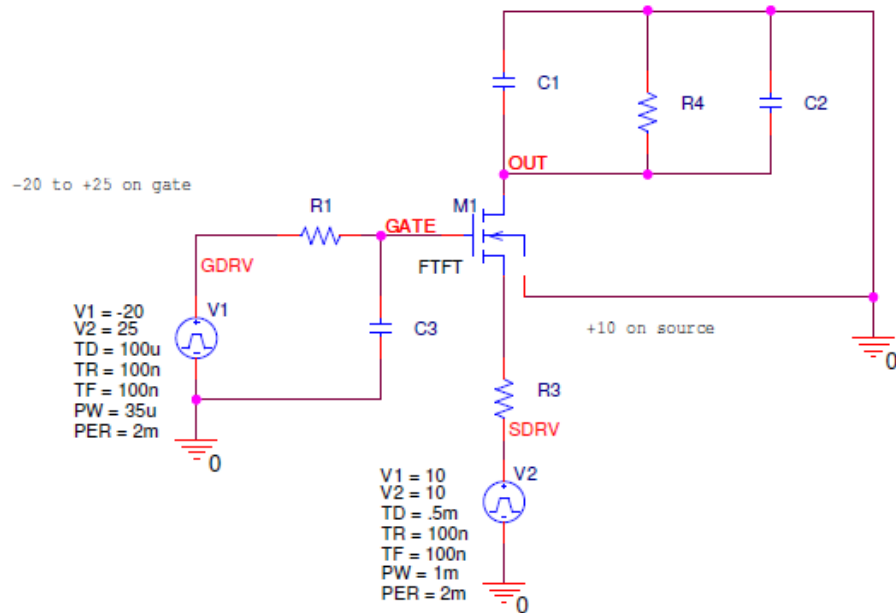 C1
R4
C2
OUT
-20 to +25 on gate
R1
GATE
M1
GDRV
FTFT
V1
V1 = -20
V2 = 25
TD = 100u
TR = 100n
TF = 100n
PW = 35u
PER = 2m
C3
+10 on source
0
R3
0
SDRV
V2
V1 = 10
V2 = 10
TD = .5m
TR = 100n
TF = 100n
PW = 1m
PER = 2m
0